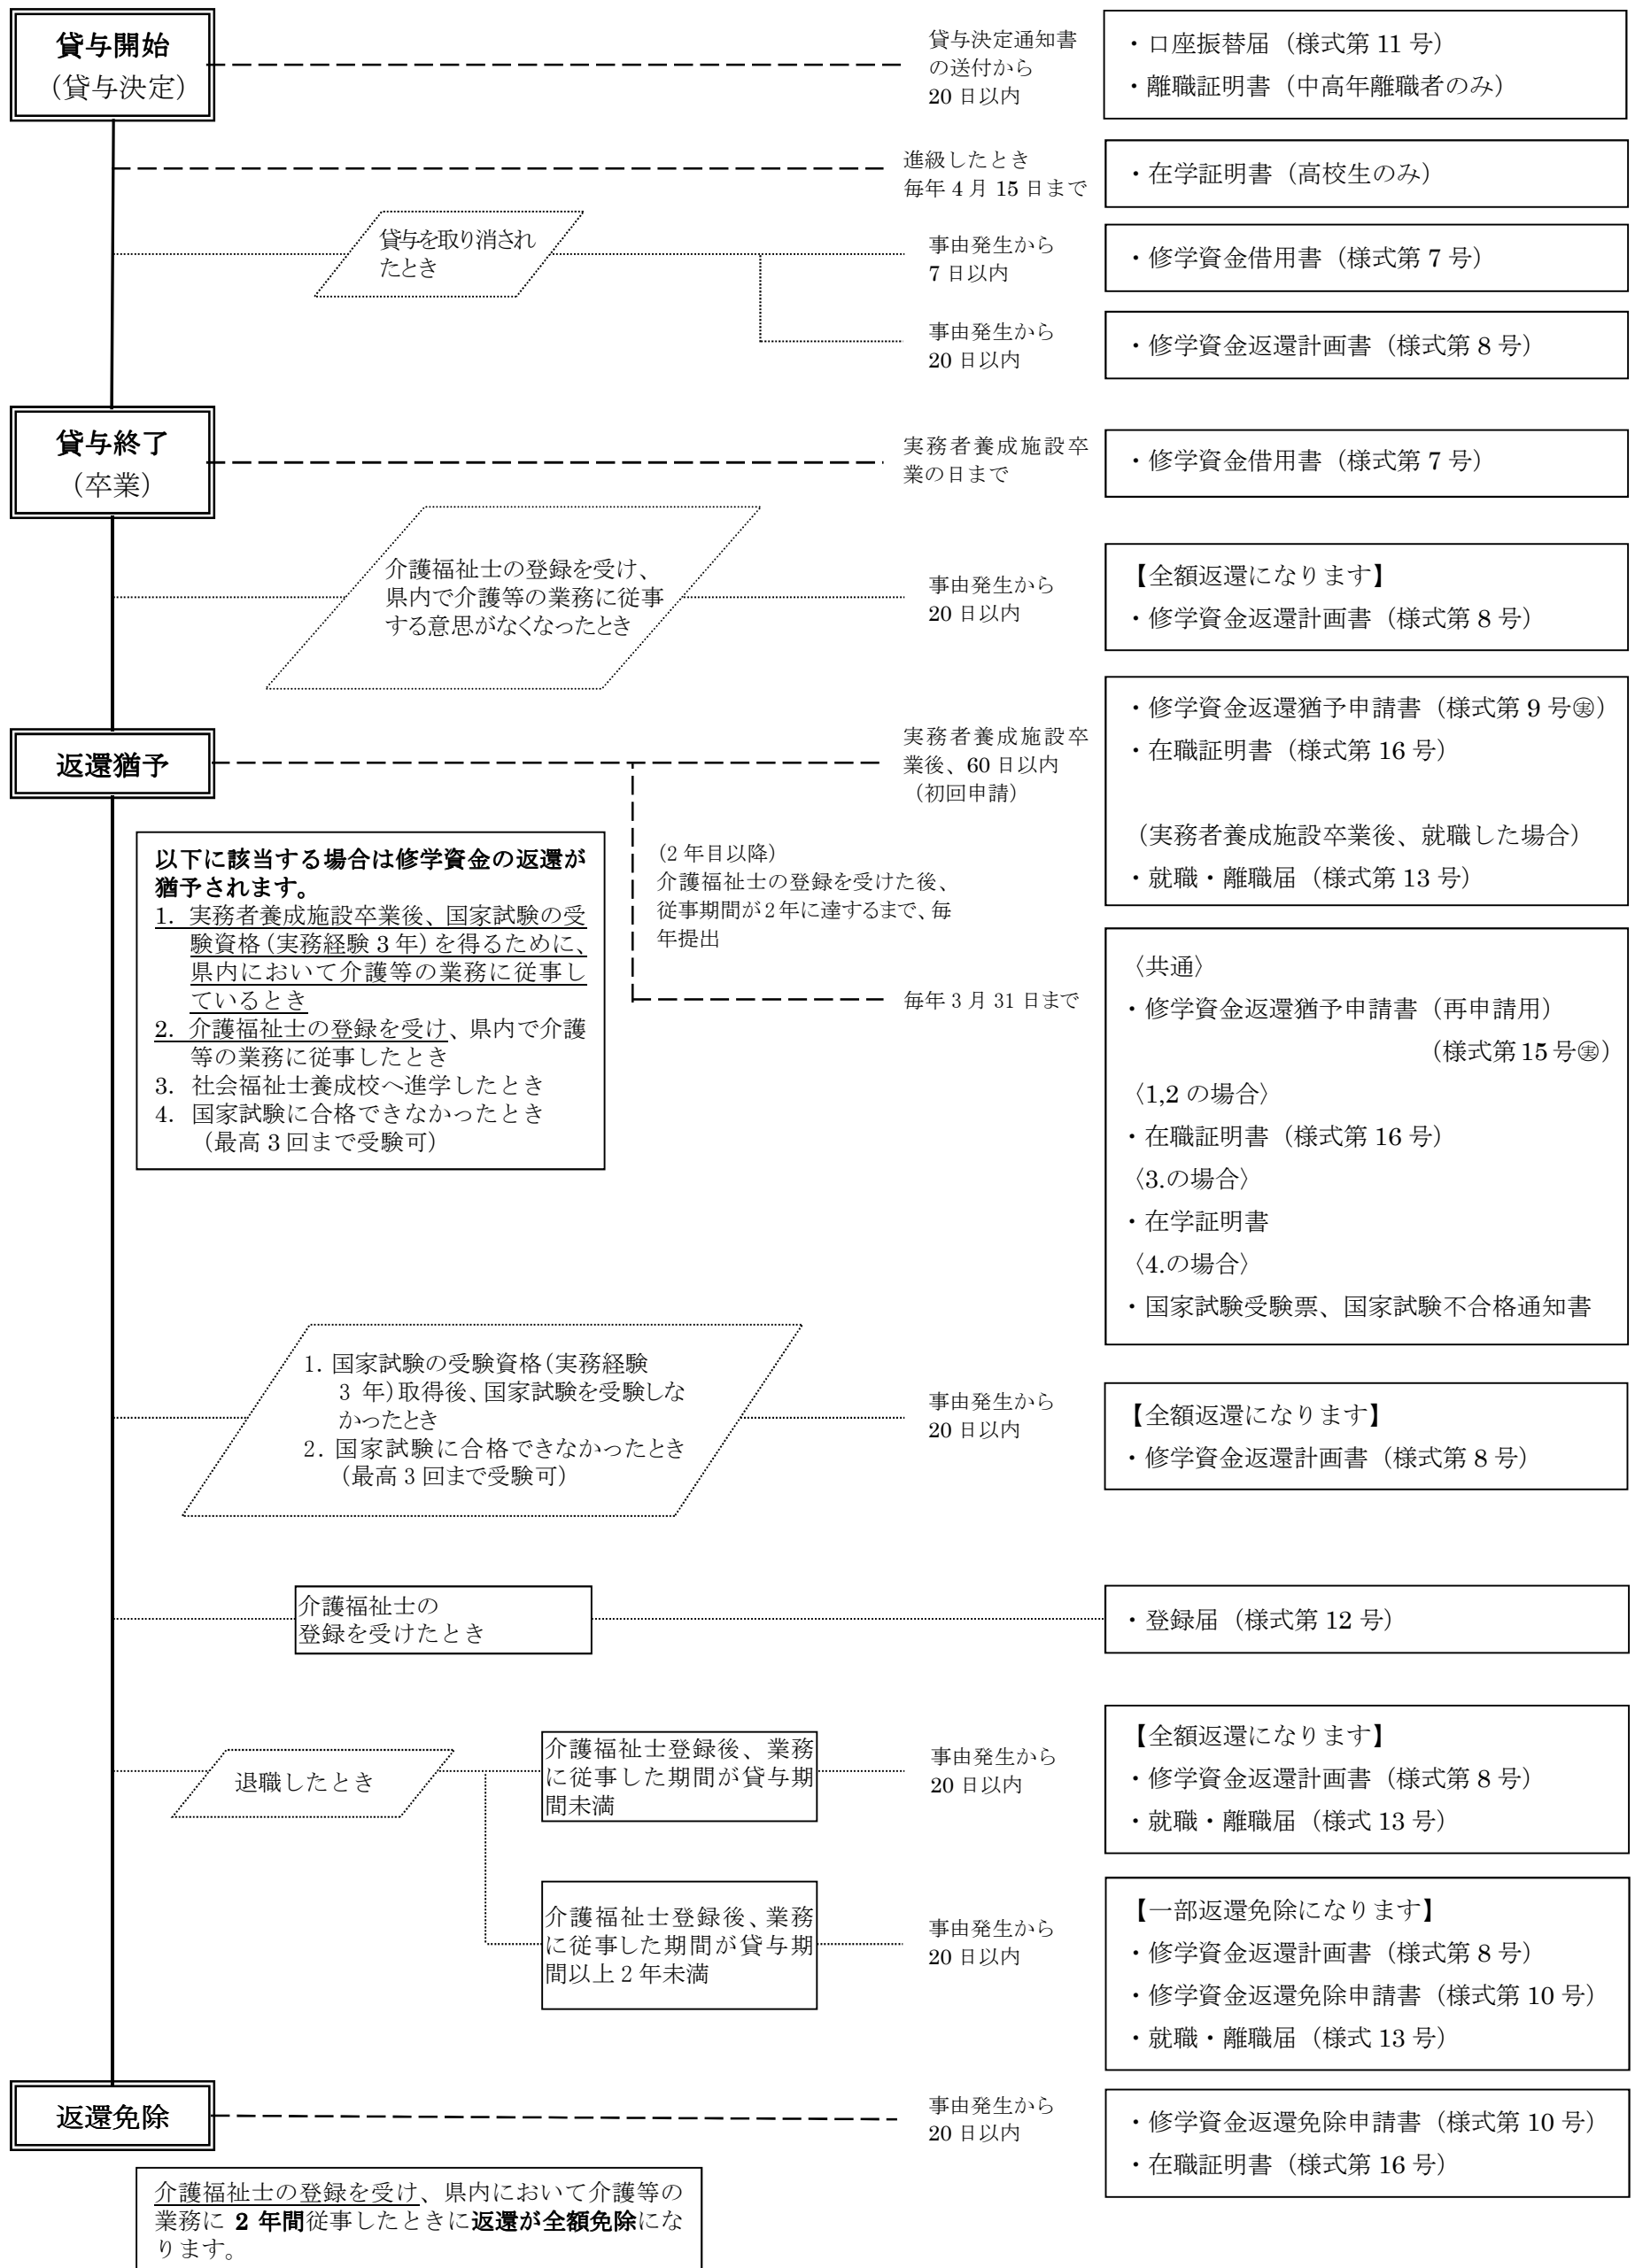 貸与開始
（貸与決定）
貸与決定通知書
の送付から
20 日以内
・口座振替届（様式第 11 号）
・離職証明書（中高年離職者のみ）
進級したとき
毎年 4 月 15 日まで
・在学証明書（高校生のみ）
貸与を取り消され
たとき
事由発生から
7 日以内
・修学資金借用書（様式第 7 号）
事由発生から
20 日以内
・修学資金返還計画書（様式第 8 号）
貸与終了
（卒業）
実務者養成施設卒
業の日まで
・修学資金借用書（様式第 7 号）
介護福祉士の登録を受け、
県内で介護等の業務に従事
する意思がなくなったとき
事由発生から
20 日以内
【全額返還になります】
・修学資金返還計画書（様式第 8 号）
返還猶予
実務者養成施設卒
業後、60 日以内
（初回申請）
・修学資金返還猶予申請書（様式第 9 号㊢）
・在職証明書（様式第 16 号）
（実務者養成施設卒業後、就職した場合）
・就職・離職届（様式第 13 号）
以下に該当する場合は修学資金の返還が
猶予されます。
1. 実務者養成施設卒業後、国家試験の受
験資格（実務経験 3 年）を得るために、
県内において介護等の業務に従事し
ているとき
2. 介護福祉士の登録を受け、県内で介護
等の業務に従事したとき
3. 社会福祉士養成校へ進学したとき
4. 国家試験に合格できなかったとき
（最高 3 回まで受験可）
(2 年目以降)
介護福祉士の登録を受けた後、
従事期間が 2 年に達するまで、毎
年提出
毎年 3 月 31 日まで
〈共通〉
・修学資金返還猶予申請書（再申請用）
（様式第 15 号㊢）
〈1,2 の場合〉
・在職証明書（様式第 16 号）
〈3.の場合〉
・在学証明書
〈4.の場合〉
・国家試験受験票、国家試験不合格通知書
1. 国家試験の受験資格（実務経験
3 年）取得後、国家試験を受験しな
かったとき
2. 国家試験に合格できなかったとき
（最高 3 回まで受験可）
事由発生から
20 日以内
【全額返還になります】
・修学資金返還計画書（様式第 8 号）
介護福祉士の
登録を受けたとき
・登録届（様式第 12 号）
退職したとき
介護福祉士登録後、業務
に従事した期間が貸与期
間未満
事由発生から
20 日以内
【全額返還になります】
・修学資金返還計画書（様式第 8 号）
・就職・離職届（様式 13 号）
介護福祉士登録後、業務
に従事した期間が貸与期
間以上 2 年未満
事由発生から
20 日以内
【一部返還免除になります】
・修学資金返還計画書（様式第 8 号）
・修学資金返還免除申請書（様式第 10 号）
・就職・離職届（様式 13 号）
返還免除
事由発生から
20 日以内
・修学資金返還免除申請書（様式第 10 号）
・在職証明書（様式第 16 号）
介護福祉士の登録を受け、県内において介護等の
業務に 2 年間従事したときに返還が全額免除にな
ります。